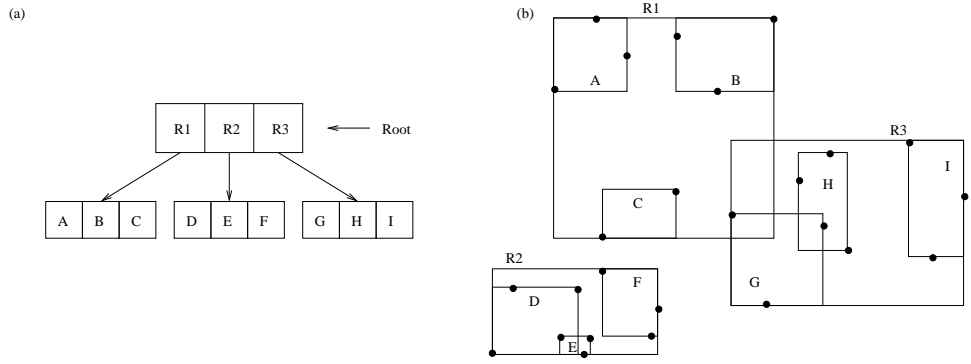 (a)
R1 R2 R3
Root
A B C D E F G H I
(b)
R1
A
B
R3
I
H
C
R2
G
F
D
E